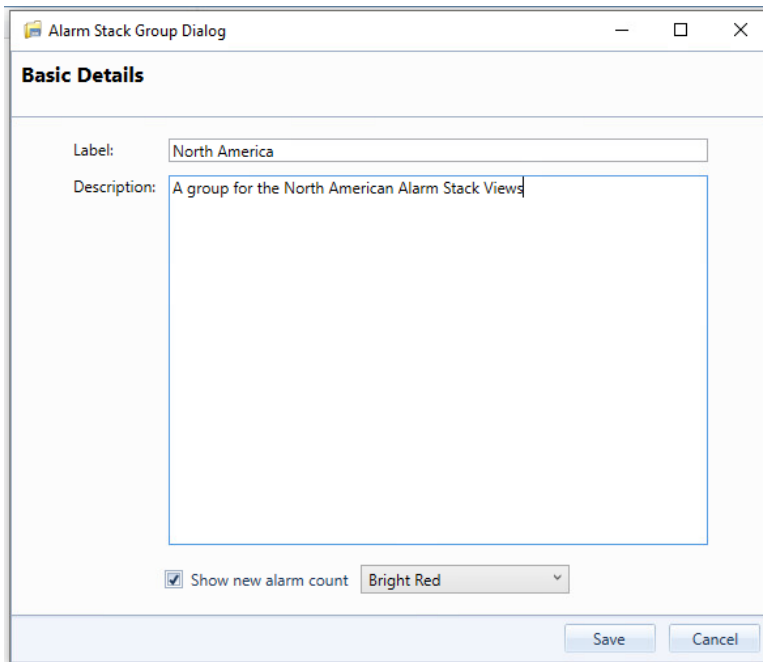 Alarm Stack Group Dialog
Basic Details
Label: North America
Description: A group for the North American Alarm Stack Views
Show new alarm count Bright Red
Save Cancel